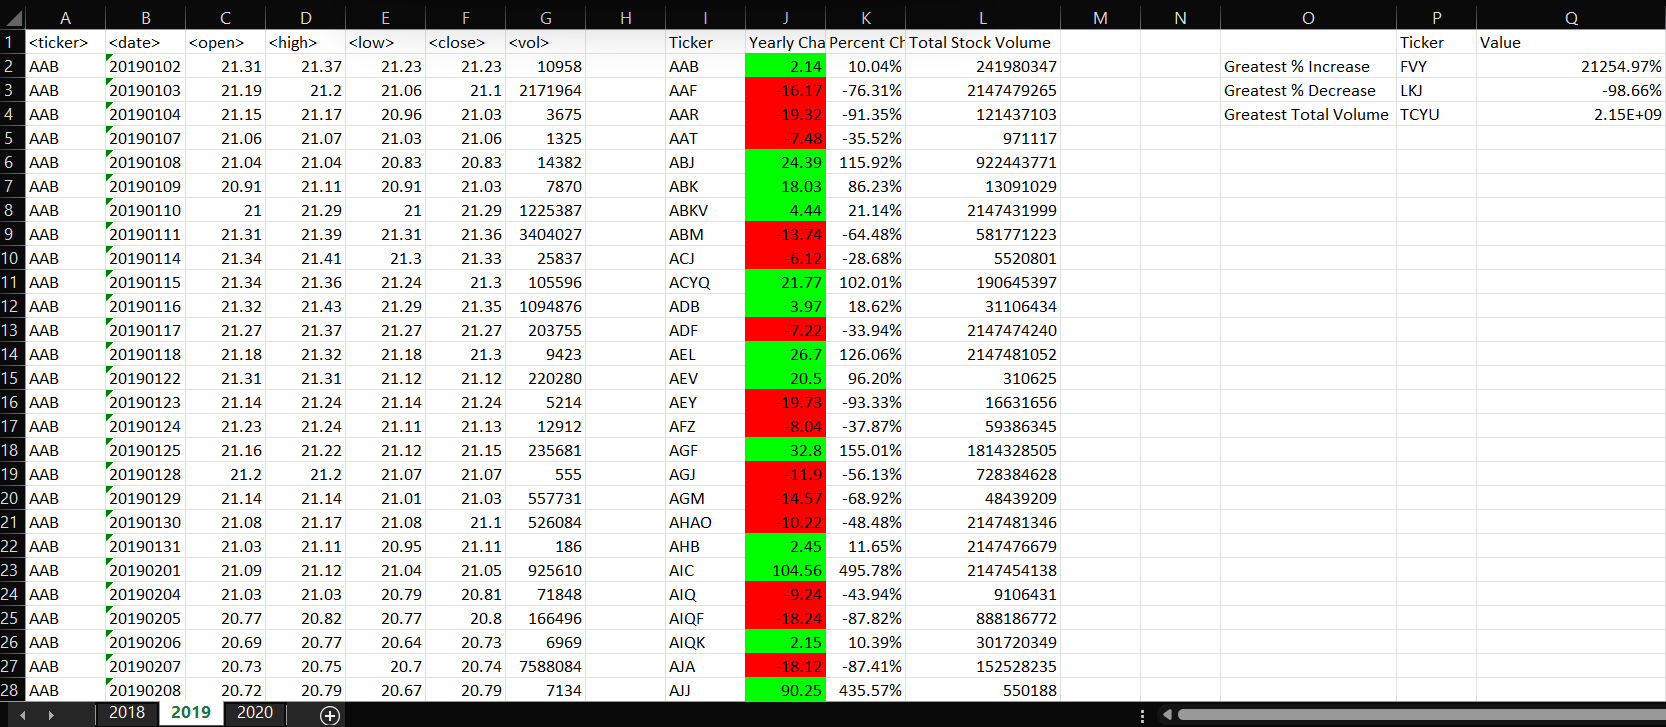 A B C D E F G H I J K L M N O P Q
1 <ticker> <date> <open> <high> <low> <close> <vol> Ticker Yearly Cha Percent Ch Total Stock Volume Ticker Value
2 AAB 20190102 21.31 21.37 21.23 21.23 10958 AAB 2.14 10.04% 241980347 Greatest % Increase FVY 21254.97%
3 AAB 20190103 21.19 21.2 21.06 21.1 2171964 AAF -16.17 -76.31% 2147479265 Greatest % Decrease LKJ -98.66%
4 AAB 20190104 21.15 21.17 20.96 21.03 3675 AAR -19.32 -91.35% 121437103 Greatest Total Volume TCYU 2.15E+09
5 AAB 20190107 21.06 21.07 21.03 21.06 1325 AAT -7.48 -35.52% 971117
6 AAB 20190108 21.04 21.04 20.83 20.83 14382 ABJ 24.39 115.92% 922443771
7 AAB 20190109 20.91 21.11 20.91 21.03 7870 ABK 18.03 86.23% 13091029
8 AAB 20190110 21 21.29 21 21.29 1225387 ABKV 4.44 21.14% 2147431999
9 AAB 20190111 21.31 21.39 21.31 21.36 3404027 ABM -13.74 -64.48% 581771223
10 AAB 20190114 21.34 21.41 21.3 21.33 25837 ACJ -6.12 -28.68% 5520801
11 AAB 20190115 21.34 21.36 21.24 21.3 105596 ACYQ 21.77 102.01% 190645397
12 AAB 20190116 21.32 21.43 21.29 21.35 1094876 ADB 3.97 18.62% 31106434
13 AAB 20190117 21.27 21.37 21.27 21.27 203755 ADF -7.22 -33.94% 2147474240
14 AAB 20190118 21.18 21.32 21.18 21.3 9423 AEL 26.7 126.06% 2147481052
15 AAB 20190122 21.31 21.31 21.12 21.12 220280 AEV 20.5 96.20% 310625
16 AAB 20190123 21.14 21.24 21.14 21.24 5214 AEY -19.73 -93.33% 16631656
17 AAB 20190124 21.23 21.24 21.11 21.13 12912 AFZ -8.04 -37.87% 59386345
18 AAB 20190125 21.16 21.22 21.12 21.15 235681 AGF 32.8 155.01% 1814328505
19 AAB 20190128 21.2 21.2 21.07 21.07 555 AGJ -11.9 -56.13% 728384628
20 AAB 20190129 21.14 21.14 21.01 21.03 557731 AGM -14.57 -68.92% 48439209
21 AAB 20190130 21.08 21.17 21.08 21.1 526084 AHAO -10.22 -48.48% 2147481346
22 AAB 20190131 21.03 21.11 20.95 21.11 186 AHB 2.45 11.65% 2147476679
23 AAB 20190201 21.09 21.12 21.04 21.05 925610 AIC 104.56 495.78% 2147454138
24 AAB 20190204 21.03 21.03 20.79 20.81 71848 AIQ -9.24 -43.94% 9106431
25 AAB 20190205 20.77 20.82 20.77 20.8 166496 AIQF -18.24 -87.82% 888186772
26 AAB 20190206 20.69 20.77 20.64 20.73 6969 AIQK 2.15 10.39% 301720349
27 AAB 20190207 20.73 20.75 20.7 20.74 7588084 AJA -18.12 -87.41% 152528235
28 AAB 20190208 20.72 20.79 20.67 20.79 7134 AJJ 90.25 435.57% 550188
2018 2019 2020